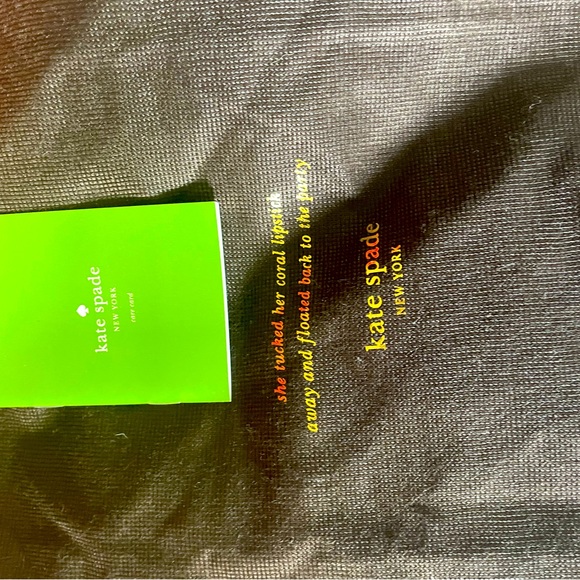 kate spade
NEW YORK
care card
she tucked her coral lipstick
away and floated back to the party
kate spade
NEW YORK